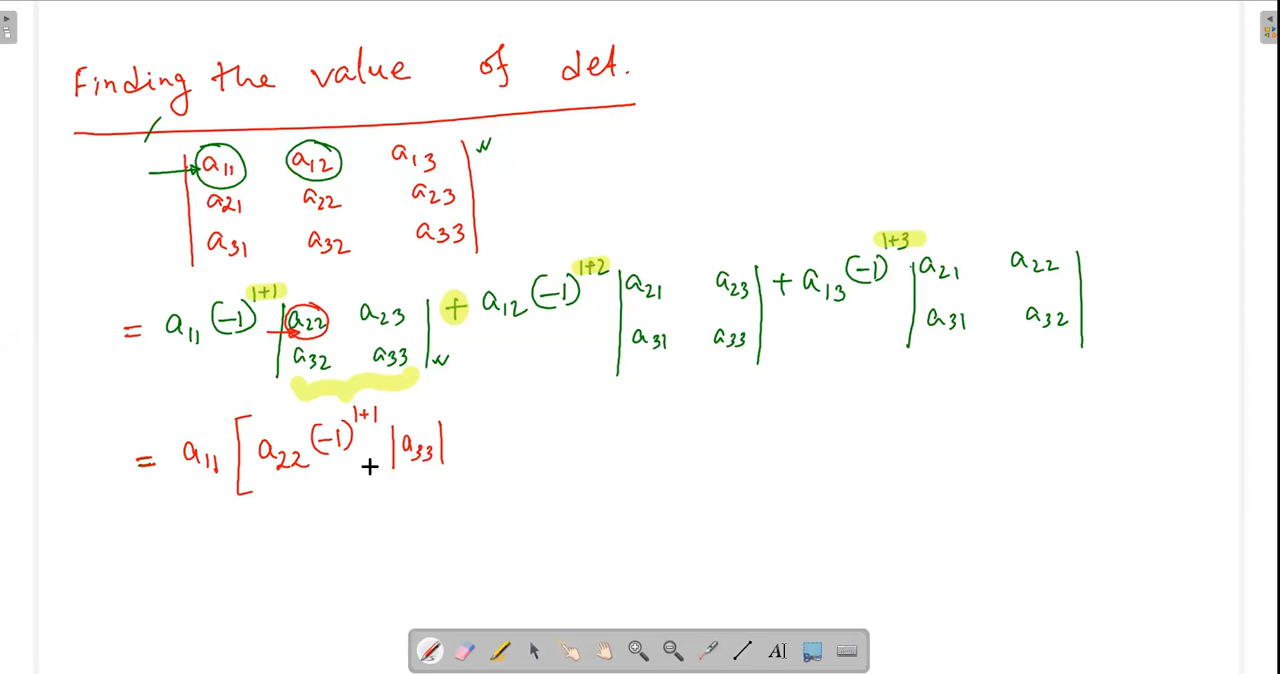 Finding the value of det.
| a11 a12 a13 |
| a21 a22 a23 |
| a31 a32 a33 |
= a11 (-1)^1+1 | a22 a23 | + a12 (-1)^1+2 | a21 a23 | + a13 (-1)^1+3 | a21 a22 |
| a32 a33 | | a31 a33 | | a31 a32 |
= a11 [ a22 (-1)^1+1 |a33|
AI